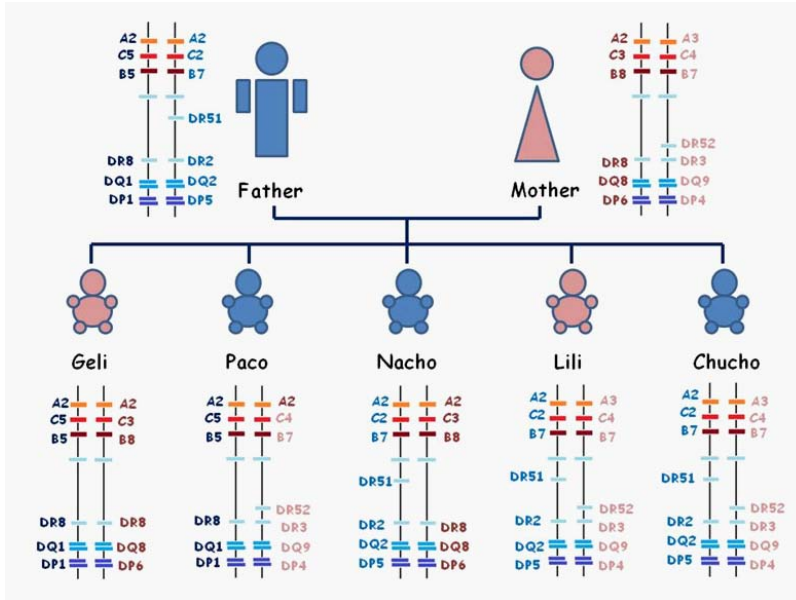 A2 A2
C5 C2
B5 B7
DR51
DR8 DR2
DQ1 DQ2
DP1 DP5
Father
Mother
A2 A3
C3 C4
B8 B7
DR52
DR8 DR3
DQ8 DQ9
DP6 DP4
Geli
Paco
Nacho
Lili
Chucho
A2 A2
C5 C3
B5 B8
DR8 DR8
DQ1 DQ8
DP1 DP6
A2 A2
C5 C4
B5 B7
DR52
DR8 DR3
DQ1 DQ9
DP1 DP4
A2 A2
C2 C3
B7 B8
DR51
DR2 DR8
DQ2 DQ8
DP5 DP6
A2 A3
C2 C4
B7 B7
DR51
DR52
DR2 DR3
DQ2 DQ9
DP5 DP4
A2 A3
C2 C4
B7 B7
DR51
DR52
DR2 DR3
DQ2 DQ9
DP5 DP4